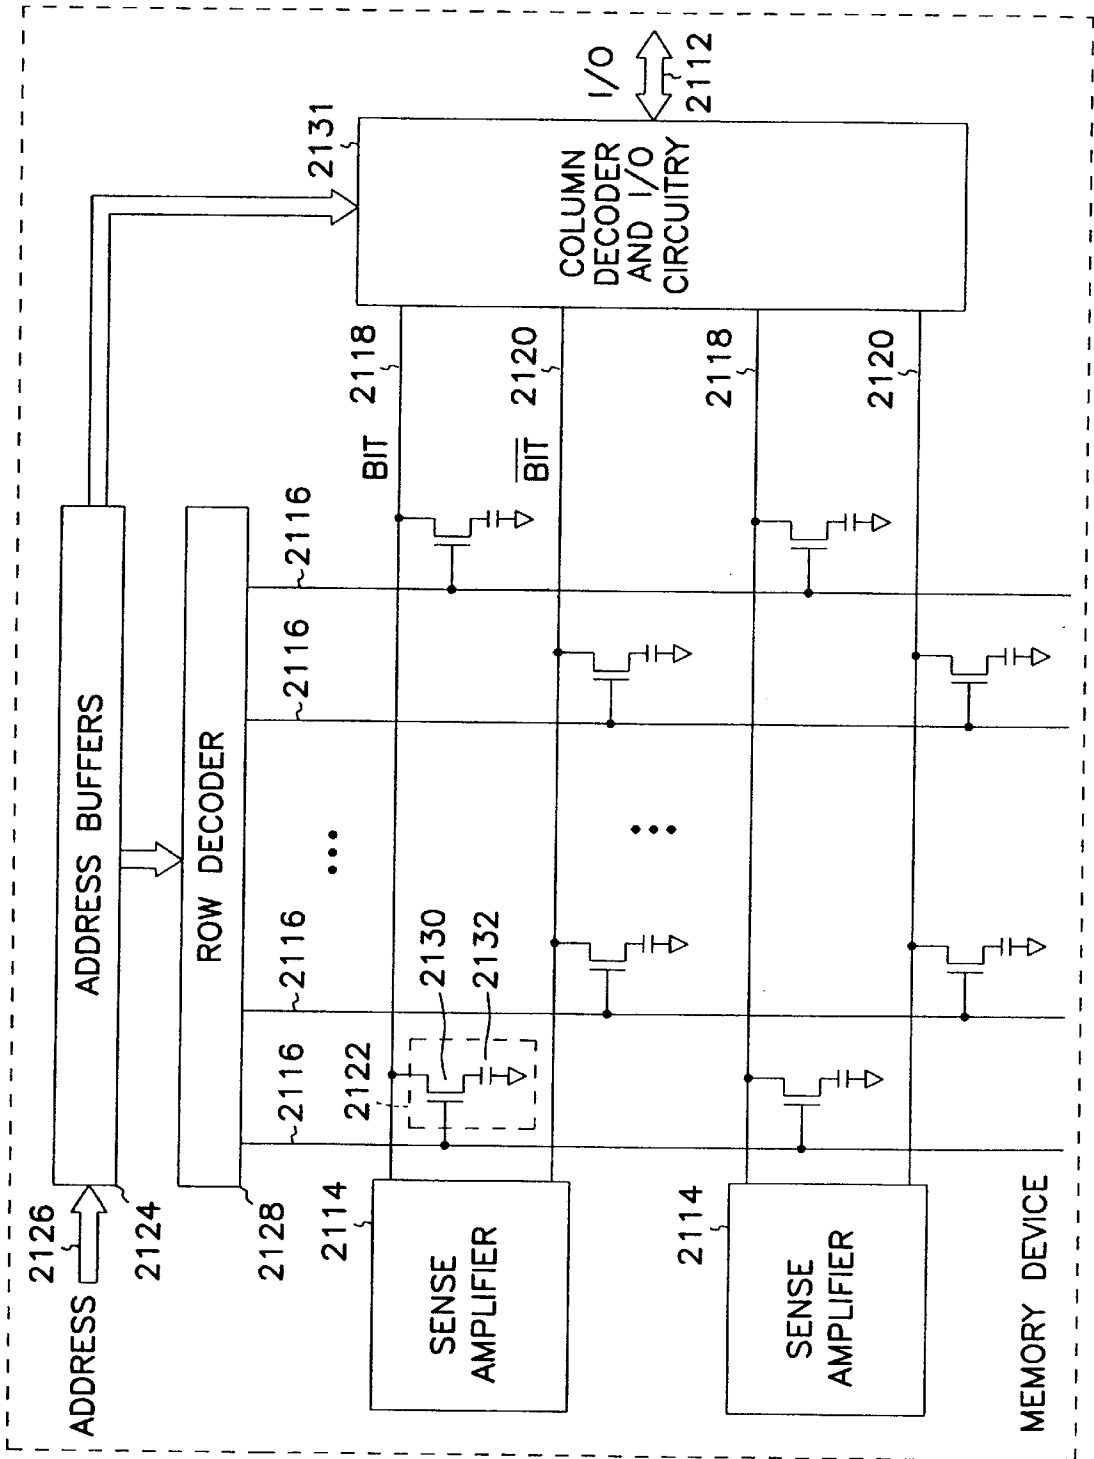 ADDRESS
2126
2124
ADDRESS BUFFERS
2128
ROW DECODER
2116
2116
2116
2116
2131
COLUMN
DECODER
AND I/O
CIRCUITRY
I/O
2112
2114
SENSE
AMPLIFIER
2122
2130
2132
BIT
2118
BIT
2120
2114
SENSE
AMPLIFIER
2118
2120
MEMORY DEVICE